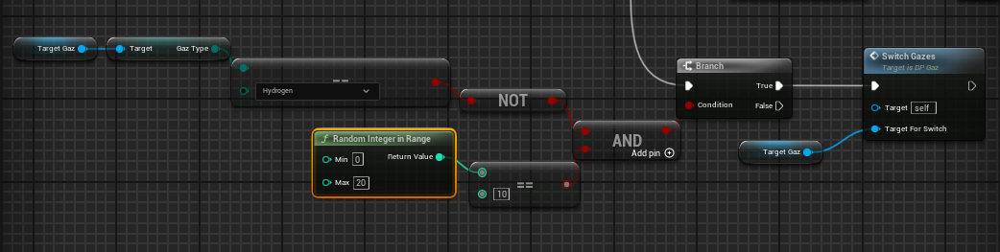 Target Gaz
Target
Gaz Type
==
Hydrogen
NOT
Random Integer in Range
Min 0
Return Value
Max 20
==
10
AND
Add pin
Branch
True
Condition
False
Switch Gazes
Target is DP Gaz
Target self
Target For Switch
Target Gaz